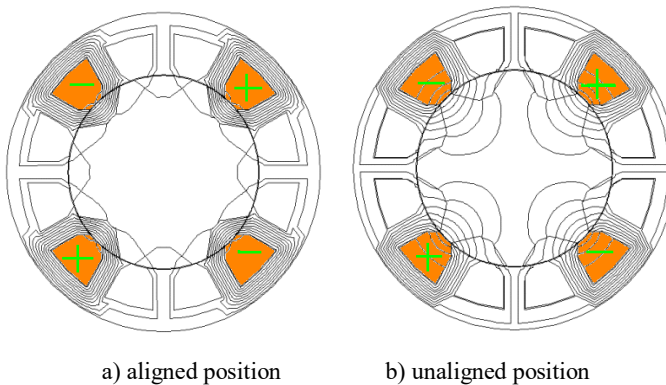 − + − +
+ − + −
a) aligned position b) unaligned position